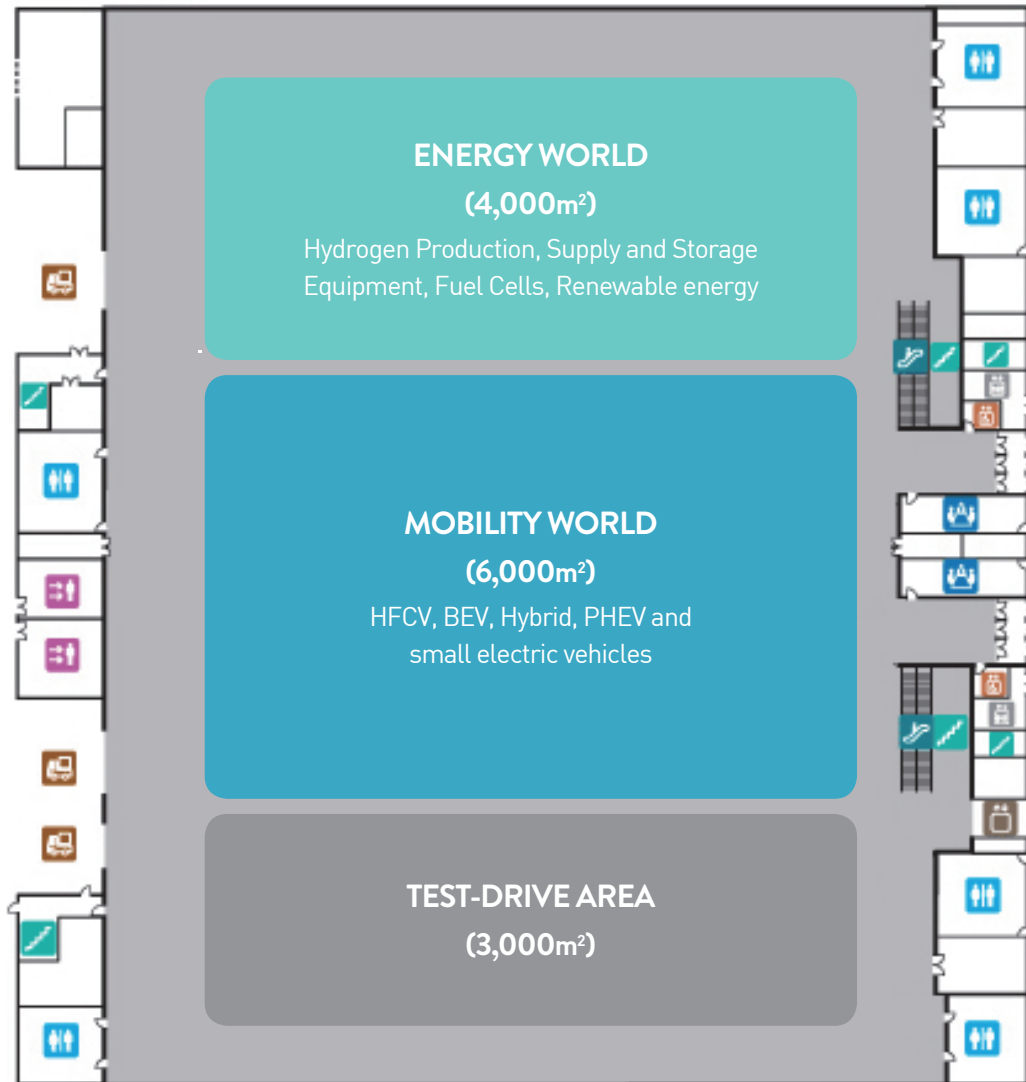 ENERGY WORLD
(4,000m²)
Hydrogen Production, Supply and Storage
Equipment, Fuel Cells, Renewable energy
MOBILITY WORLD
(6,000m²)
HFCV, BEV, Hybrid, PHEV and
small electric vehicles
TEST-DRIVE AREA
(3,000m²)